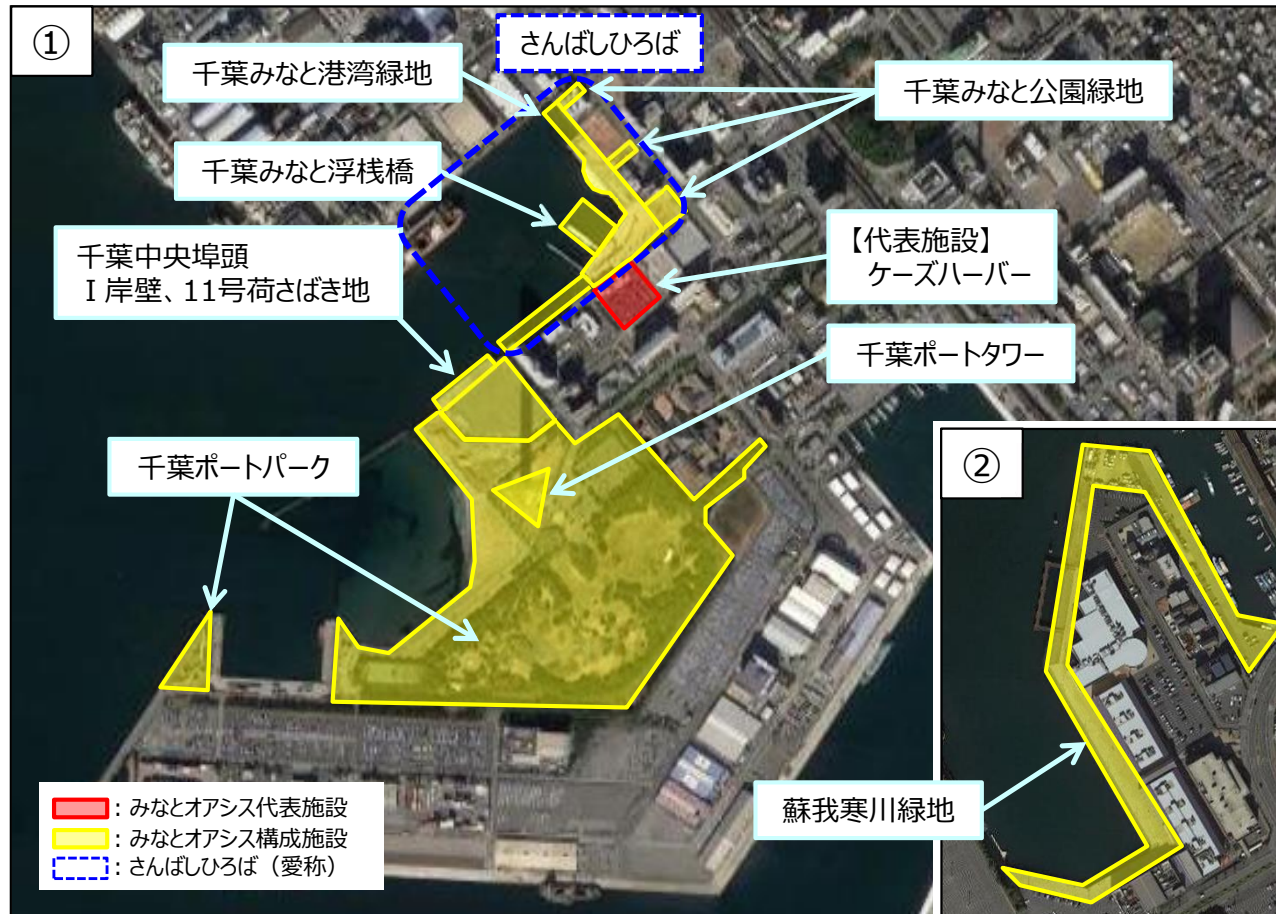 ①
さんばしひろば
千葉みなと港湾緑地
千葉みなと公園緑地
千葉みなと浮桟橋
【代表施設】
ケーズハーバー
千葉中央埠頭
Ⅰ岸壁、11号荷さばき地
千葉ポートタワー
千葉ポートパーク
②
蘇我寒川緑地
：みなとオアシス代表施設
：みなとオアシス構成施設
：さんばしひろば（愛称）